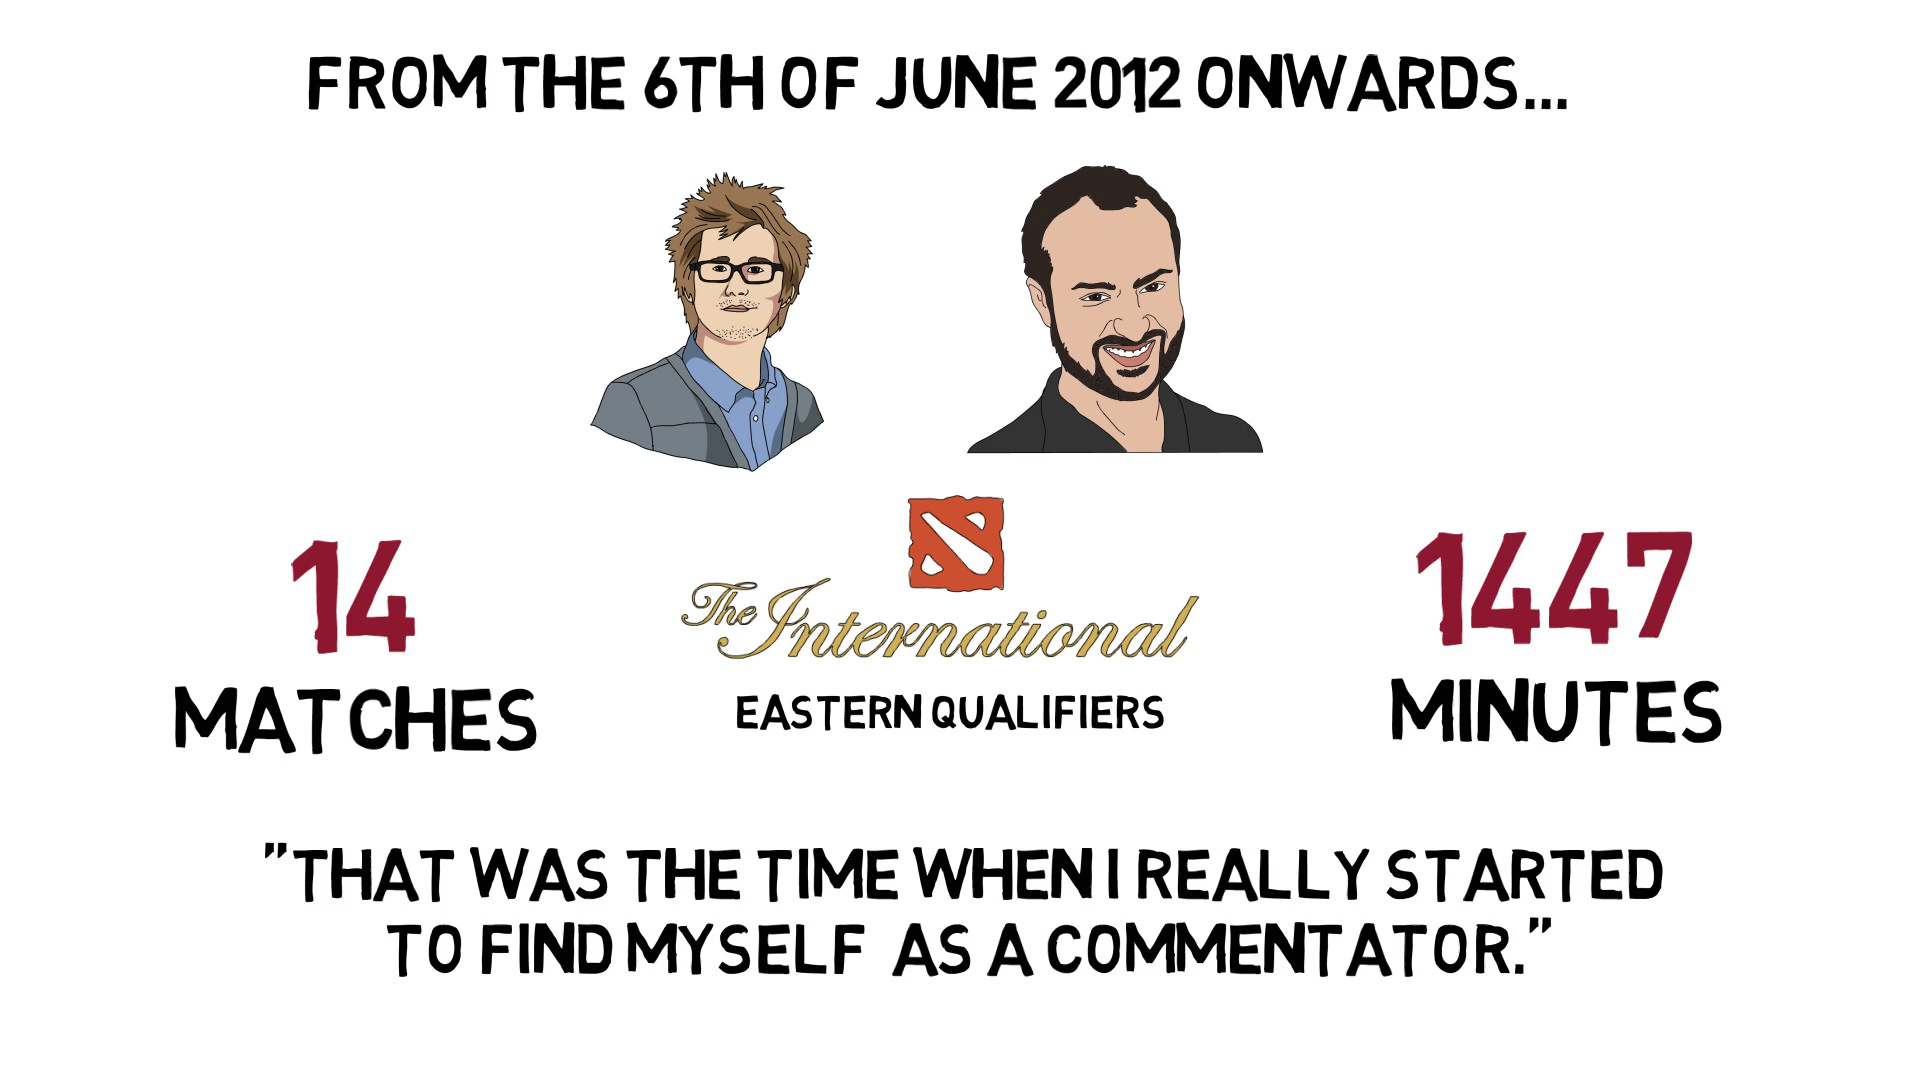 FROM THE 6TH OF JUNE 2012 ONWARDS...
The International
14
1447
MATCHES
EASTERN QUALIFIERS
MINUTES
"THAT WAS THE TIME WHEN I REALLY STARTED
TO FIND MYSELF AS A COMMENTATOR."